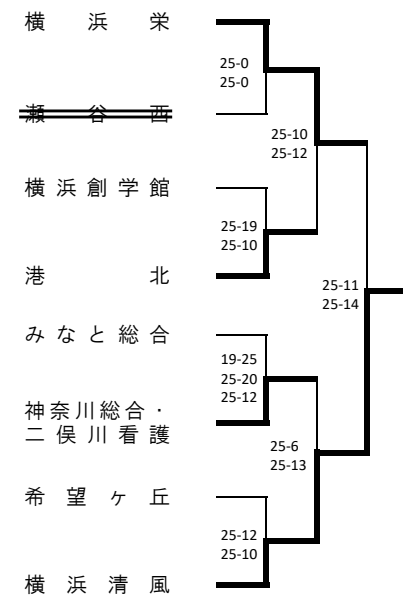 横浜栄
25-0
25-0
瀬谷西
25-10
25-12
横浜創学館
25-19
25-10
港北
25-11
25-14
みなと総合
19-25
25-20
25-12
神奈川総合・
二俣川看護
25-6
25-13
希望ヶ丘
25-12
25-10
横浜清風